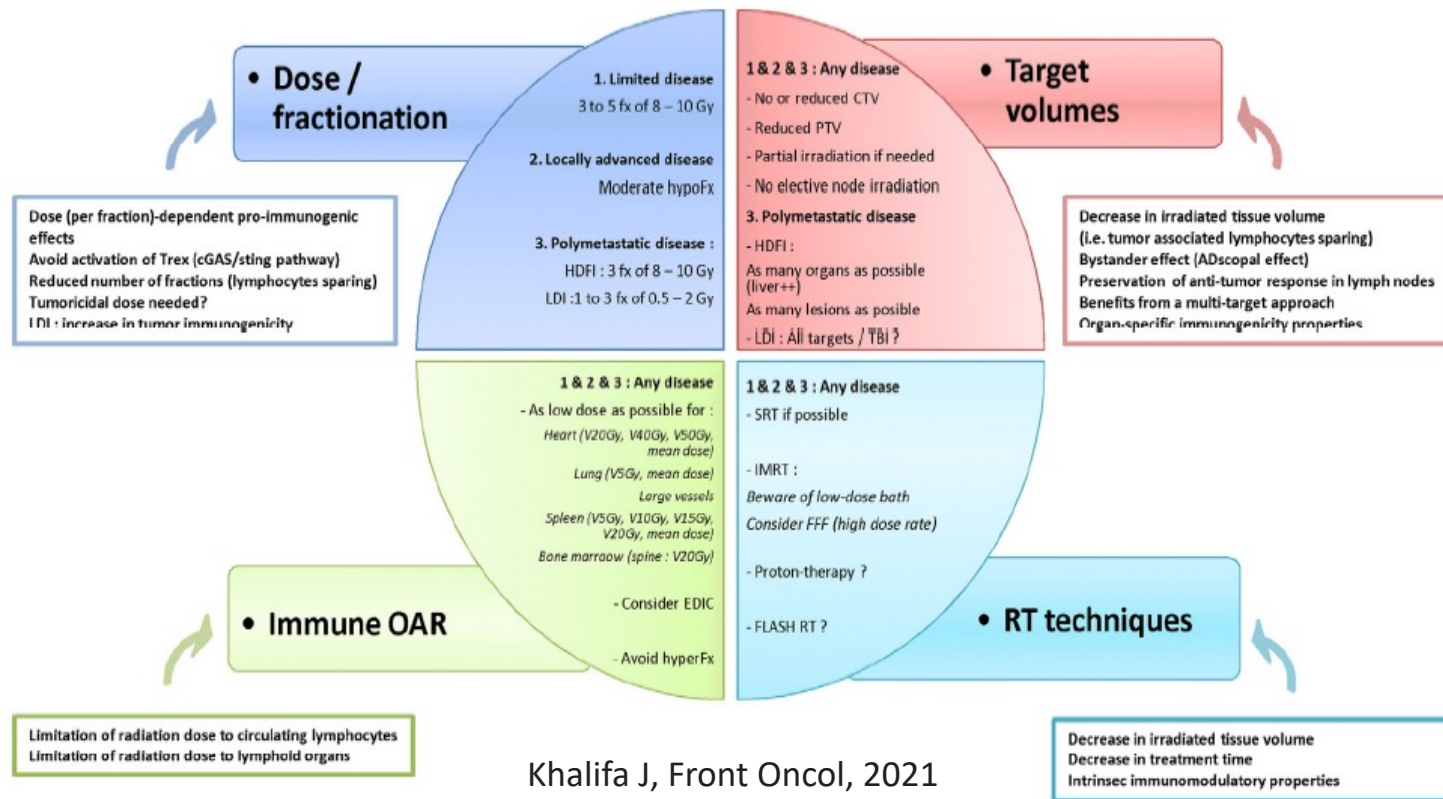 • Dose /
fractionation
1. Limited disease
3 to 5 fx of 8 – 10 Gy
2. Locally advanced disease
Moderate hypoFx
3. Polymetastatic disease :
HDFI : 3 fx of 8 – 10 Gy
LDI :1 to 3 fx of 0.5 – 2 Gy
Dose (per fraction)-dependent pro-immunogenic
effects
Avoid activation of Trex (cGAS/sting pathway)
Reduced number of fractions (lymphocytes sparing)
Tumoricidal dose needed?
LDI : increase in tumor immunogenicity
1 & 2 & 3 : Any disease
- No or reduced CTV
- Reduced PTV
- Partial irradiation if needed
- No elective node irradiation
3. Polymetastatic disease
- HDFI :
As many organs as possible
(liver++)
As many lesions as posible
- LDI : All targets / TBI ?
• Target
volumes
Decrease in irradiated tissue volume
(i.e. tumor associated lymphocytes sparing)
Bystander effect (ADscopal effect)
Preservation of anti-tumor response in lymph nodes
Benefits from a multi-target approach
Organ-specific immunogenicity properties
1 & 2 & 3 : Any disease
- As low dose as possible for :
Heart (V20Gy, V40Gy, V50Gy,
mean dose)
Lung (V5Gy, mean dose)
Large vessels
Spleen (V5Gy, V10Gy, V15Gy,
V20Gy, mean dose)
Bone marraow (spine : V20Gy)
- Consider EDIC
- Avoid hyperFx
• Immune OAR
Limitation of radiation dose to circulating lymphocytes
Limitation of radiation dose to lymphoid organs
1 & 2 & 3 : Any disease
- SRT if possible
- IMRT :
Beware of low-dose bath
Consider FFF (high dose rate)
- Proton-therapy ?
- FLASH RT ?
• RT techniques
Decrease in irradiated tissue volume
Decrease in treatment time
Intrinsec immunomodulatory properties
Khalifa J, Front Oncol, 2021